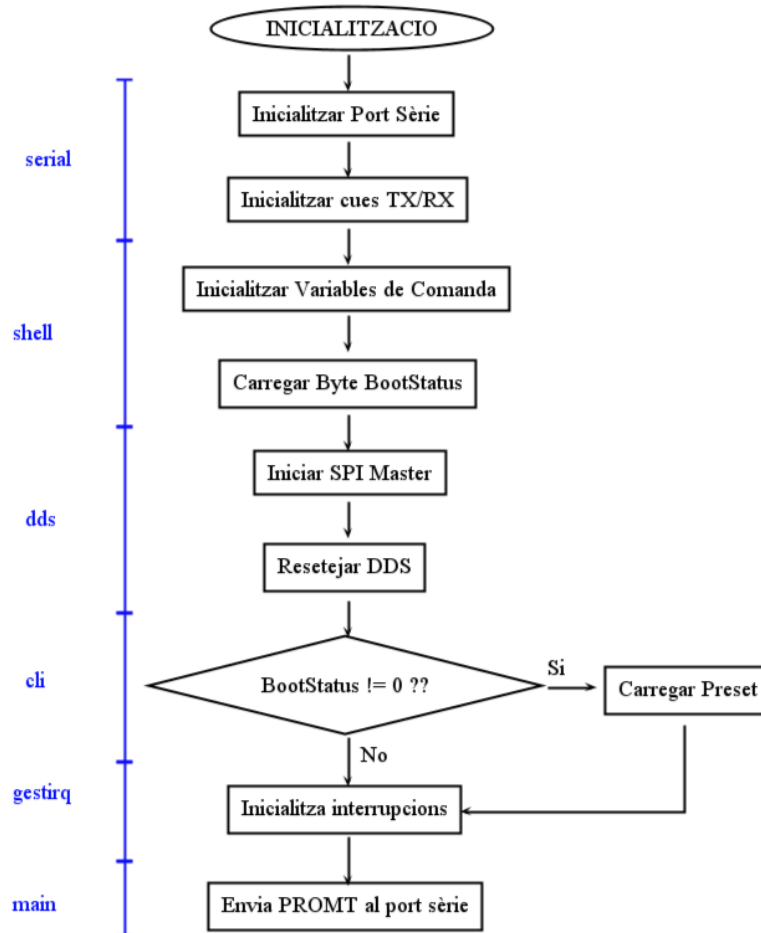 INICIALITZACIO
Inicialitzar Port Sèrie
serial
Inicialitzar cues TX/RX
Inicialitzar Variables de Comanda
shell
Carregar Byte BootStatus
Iniciar SPI Master
dds
Resetejar DDS
cli
BootStatus != 0 ??
Si
Carregar Preset
No
gestirq
Inicialitza interrupcions
main
Envia PROMT al port sèrie